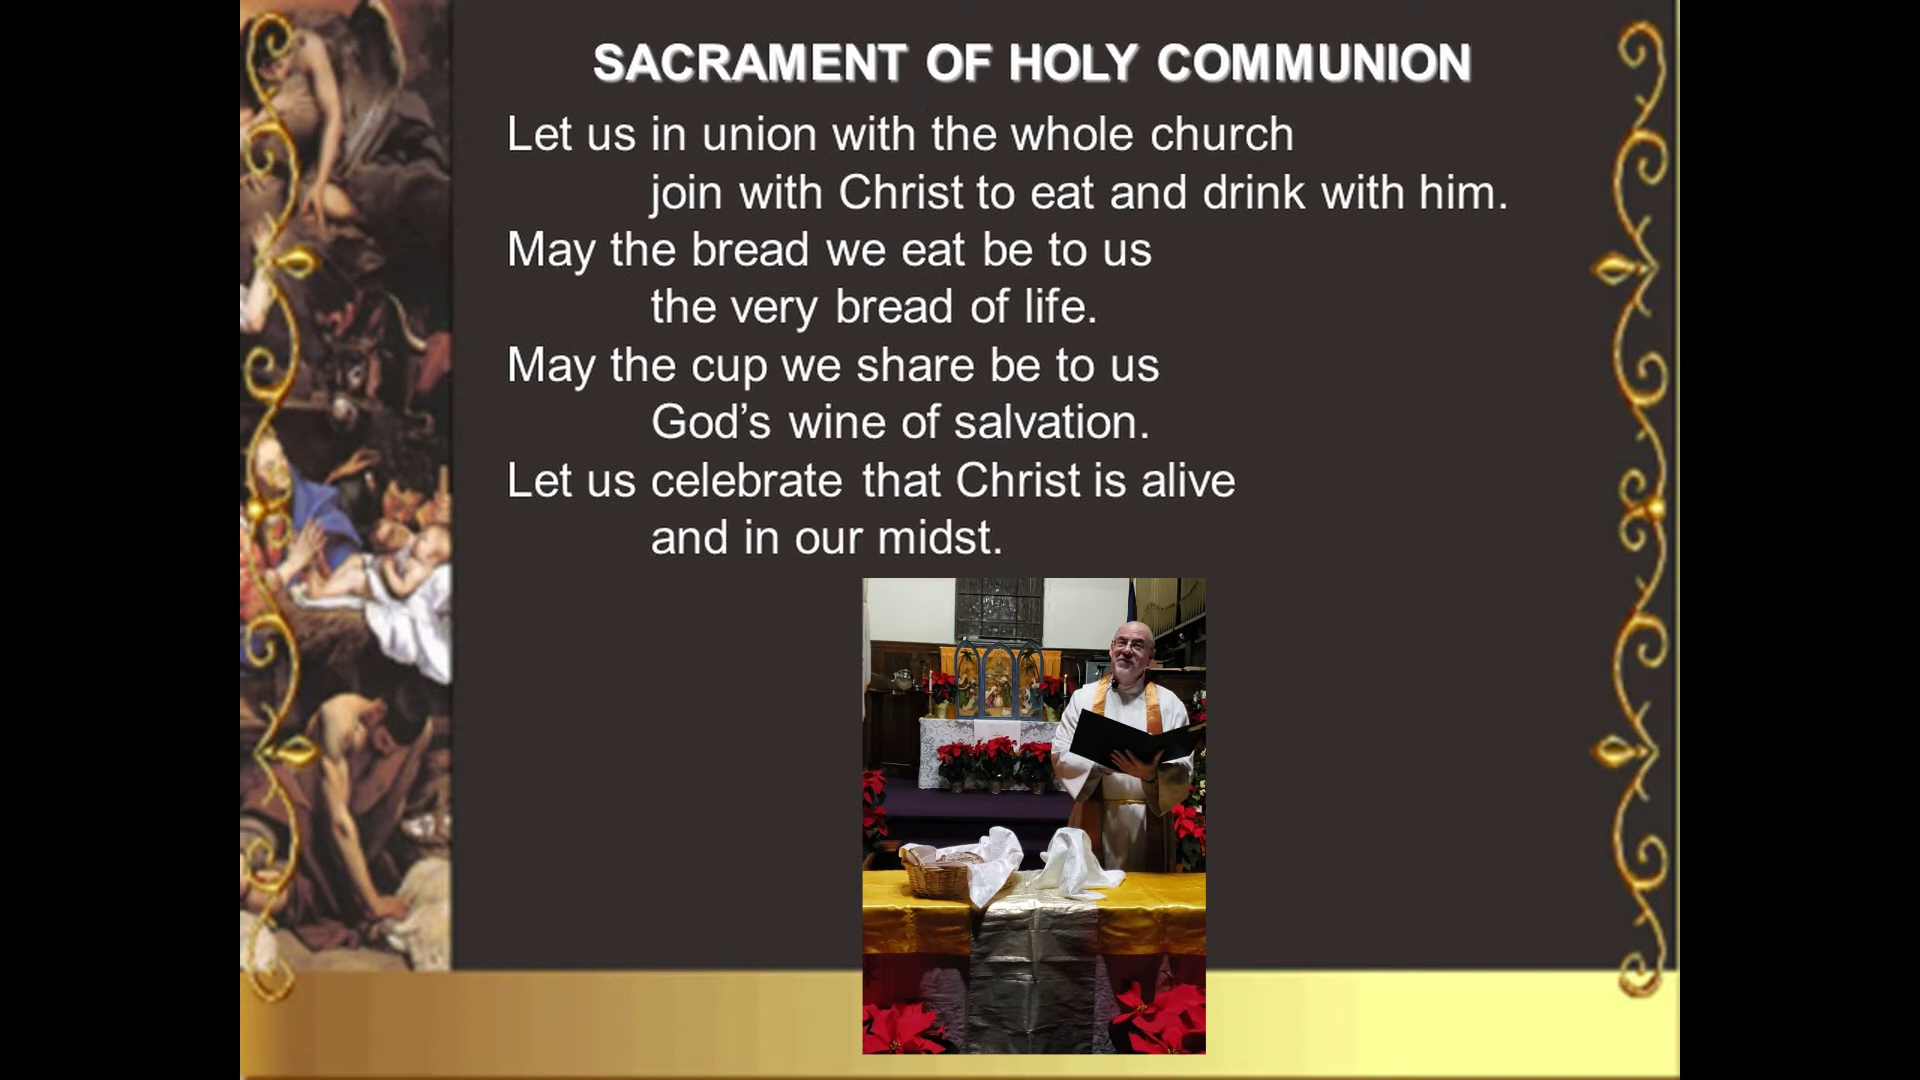 SACRAMENT OF HOLY COMMUNION
Let us in union with the whole church
join with Christ to eat and drink with him.
May the bread we eat be to us
the very bread of life.
May the cup we share be to us
God’s wine of salvation.
Let us celebrate that Christ is alive
and in our midst.